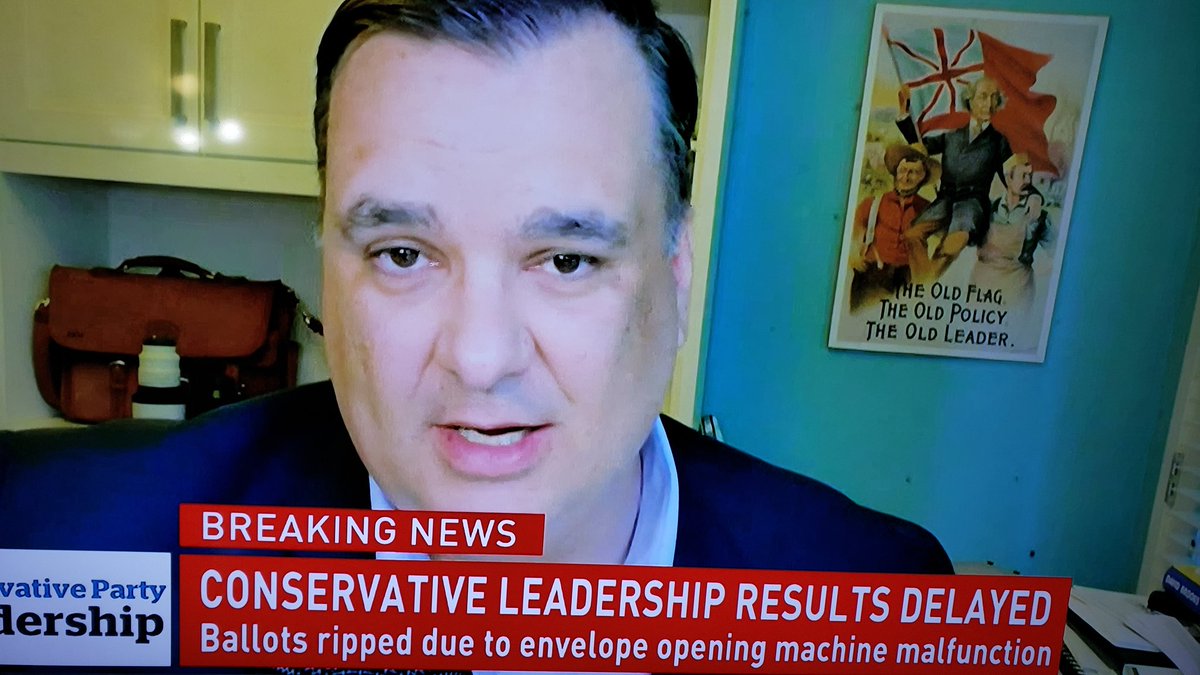 THE OLD FLAG.
THE OLD POLICY.
THE OLD LEADER.
BREAKING NEWS
vative Party
dership
CONSERVATIVE LEADERSHIP RESULTS DELAYED
Ballots ripped due to envelope opening machine malfunction